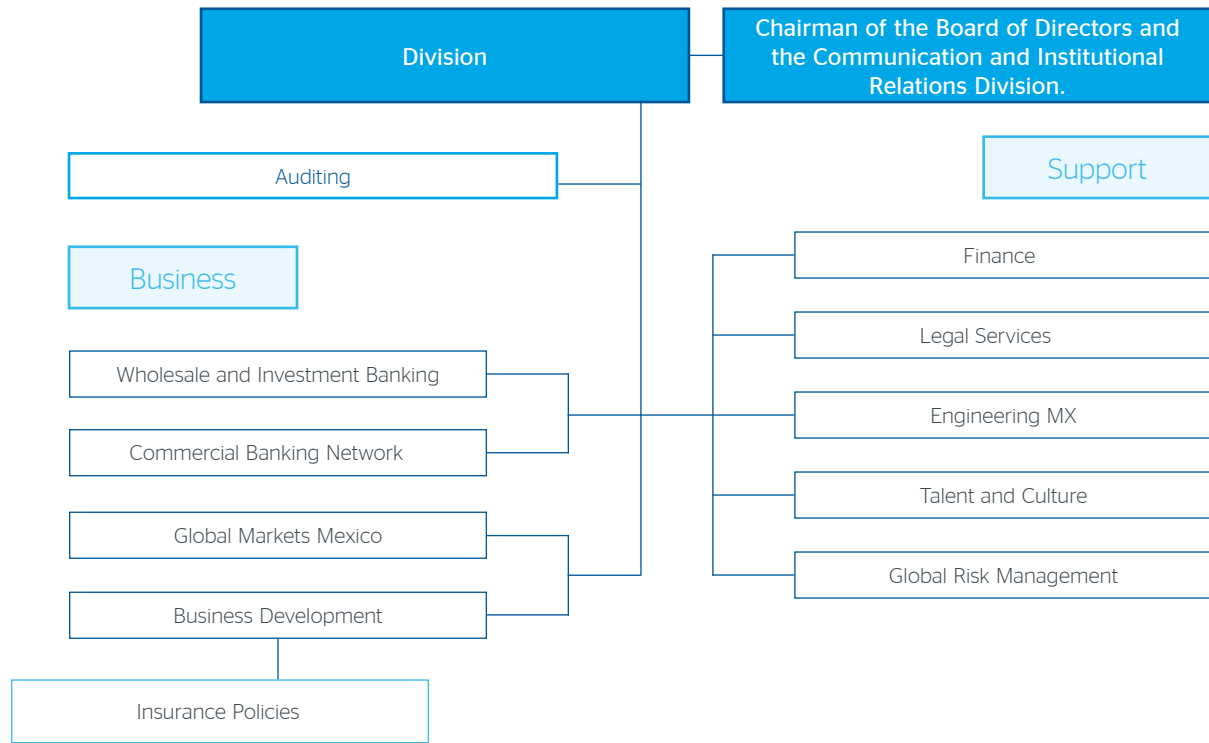 Division
Chairman of the Board of Directors and
the Communication and Institutional
Relations Division.
Auditing
Support
Business
Finance
Legal Services
Engineering MX
Talent and Culture
Global Risk Management
Wholesale and Investment Banking
Commercial Banking Network
Global Markets Mexico
Business Development
Insurance Policies